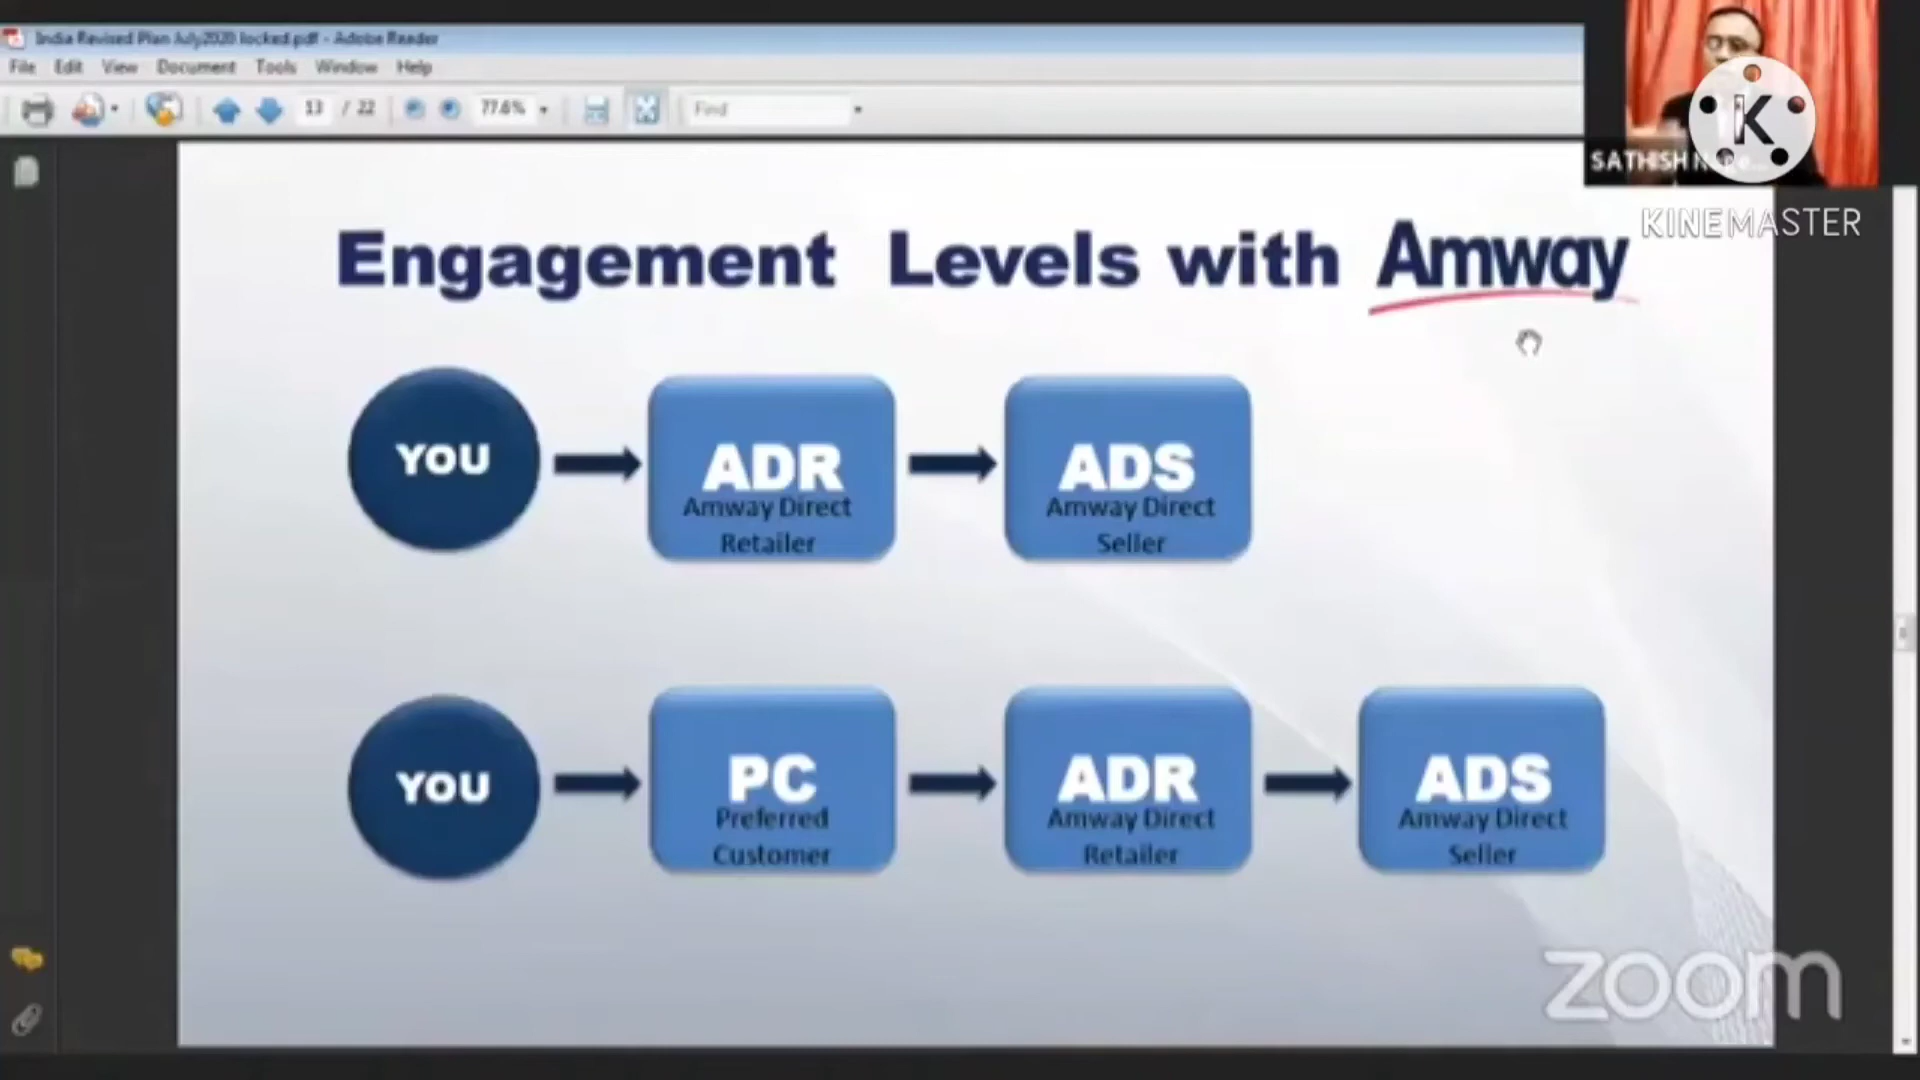 India Revised Plan July2020 locked.pdf - Adobe Reader
File Edit View Document Tools Window Help
13 / 22 77.6% Find
SATHISH
K
KINEMASTER
Engagement Levels with Amway
YOU
ADR
Amway Direct
Retailer
ADS
Amway Direct
Seller
YOU
PC
Preferred
Customer
ADR
Amway Direct
Retailer
ADS
Amway Direct
Seller
zoom